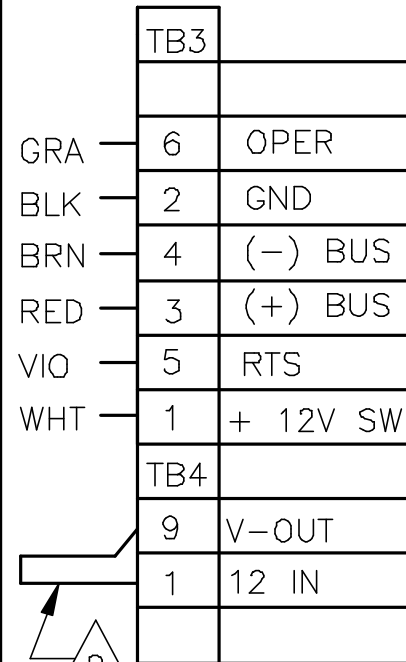 TB3
GRA 6 OPER
BLK 2 GND
BRN 4 (-) BUS
RED 3 (+) BUS
VIO 5 RTS
WHT 1 + 12V SW
TB4
9 V-OUT
1 12 IN